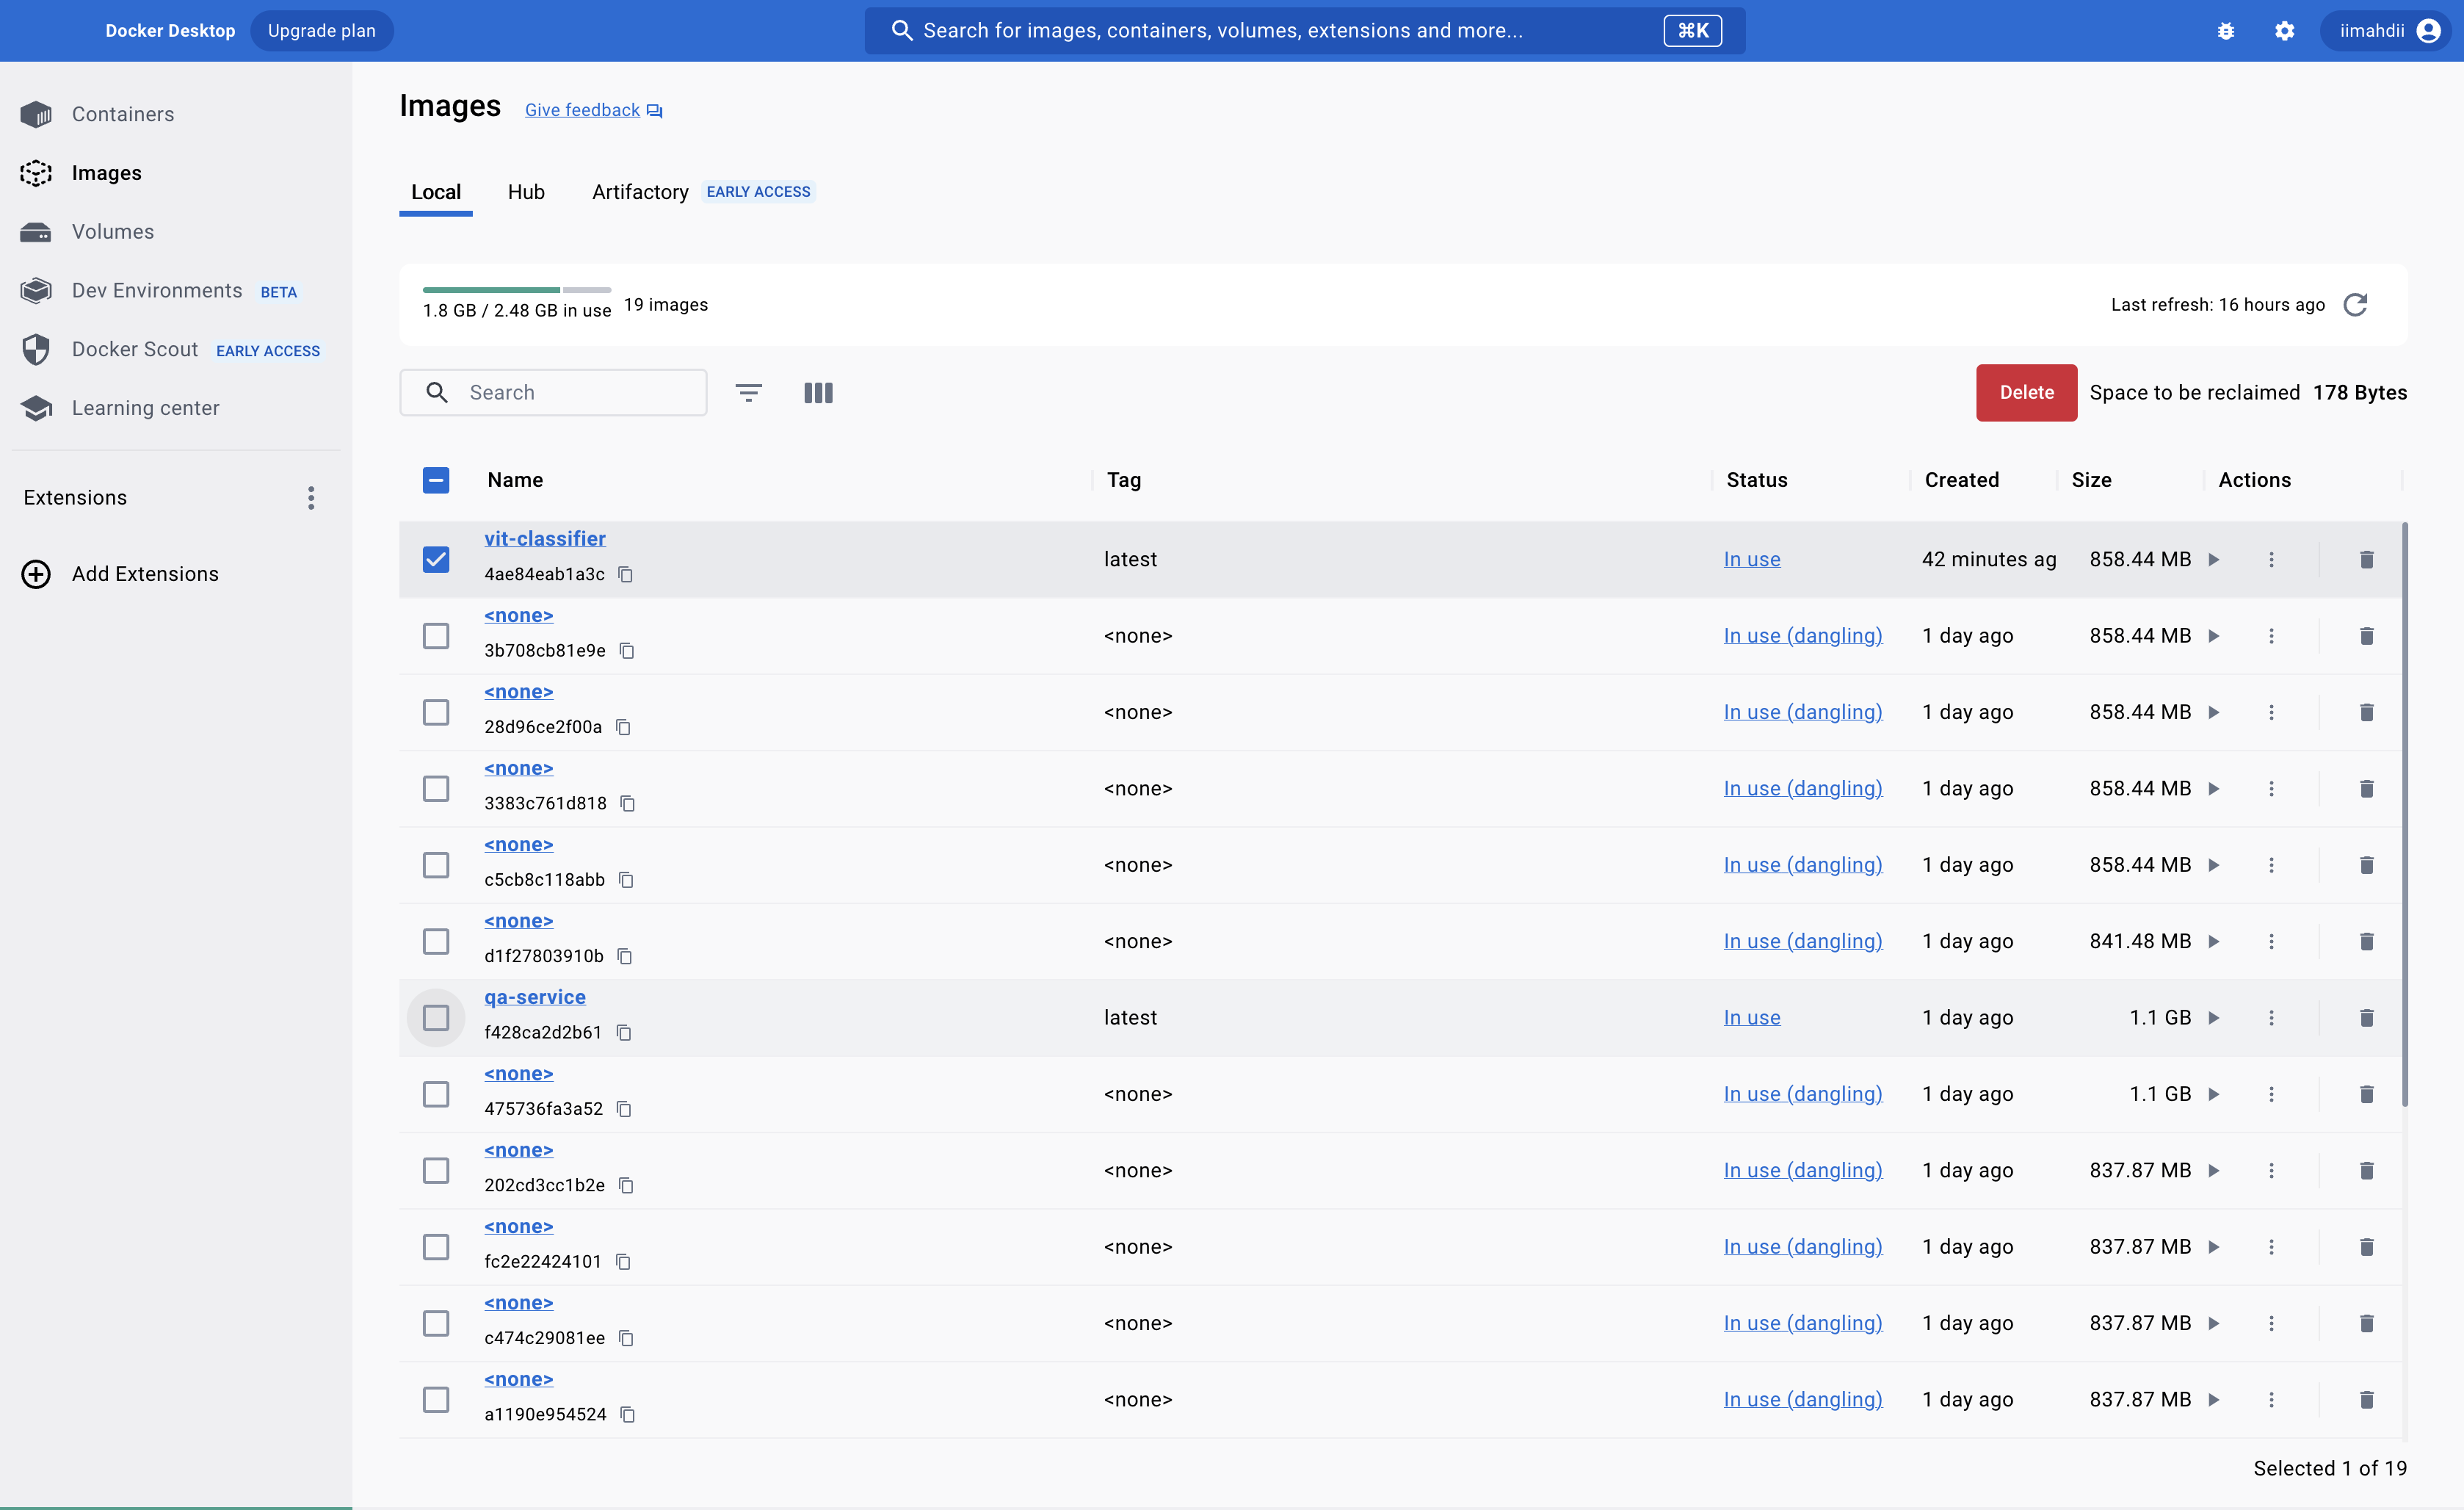 Docker Desktop Upgrade plan Search for images, containers, volumes, extensions and more... ⌘K iimahdii
Containers
Images
Volumes
Dev Environments BETA
Docker Scout EARLY ACCESS
Learning center
Extensions
Add Extensions
Images Give feedback
Local Hub Artifactory EARLY ACCESS
1.8 GB / 2.48 GB in use 19 images Last refresh: 16 hours ago
Search Delete Space to be reclaimed 178 Bytes
Name Tag Status Created Size Actions
vit-classifier
4ae84eab1a3c latest In use 42 minutes ag 858.44 MB
<none>
3b708cb81e9e <none> In use (dangling) 1 day ago 858.44 MB
<none>
28d96ce2f00a <none> In use (dangling) 1 day ago 858.44 MB
<none>
3383c761d818 <none> In use (dangling) 1 day ago 858.44 MB
<none>
c5cb8c118abb <none> In use (dangling) 1 day ago 858.44 MB
<none>
d1f27803910b <none> In use (dangling) 1 day ago 841.48 MB
qa-service
f428ca2d2b61 latest In use 1 day ago 1.1 GB
<none>
475736fa3a52 <none> In use (dangling) 1 day ago 1.1 GB
<none>
202cd3cc1b2e <none> In use (dangling) 1 day ago 837.87 MB
<none>
fc2e22424101 <none> In use (dangling) 1 day ago 837.87 MB
<none>
c474c29081ee <none> In use (dangling) 1 day ago 837.87 MB
<none>
a1190e954524 <none> In use (dangling) 1 day ago 837.87 MB
Selected 1 of 19